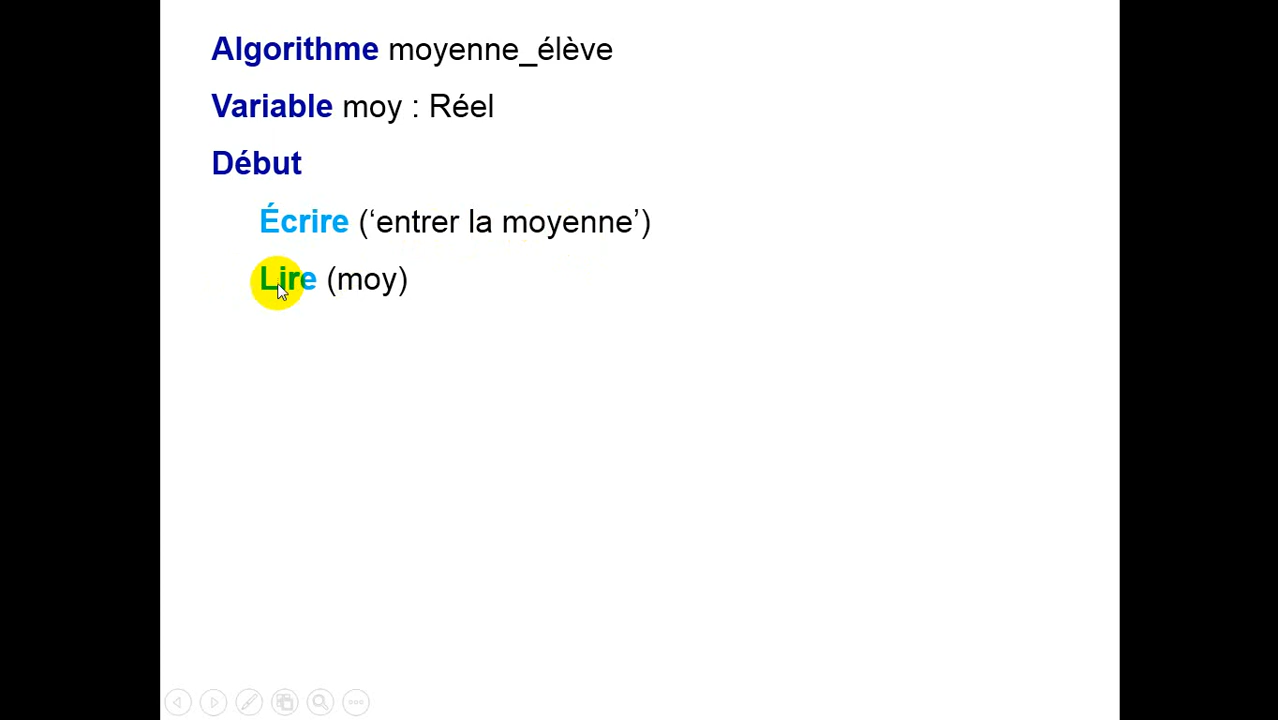 Algorithme moyenne_élève
Variable moy : Réel
Début
Écrire (‘entrer la moyenne’)
Lire (moy)